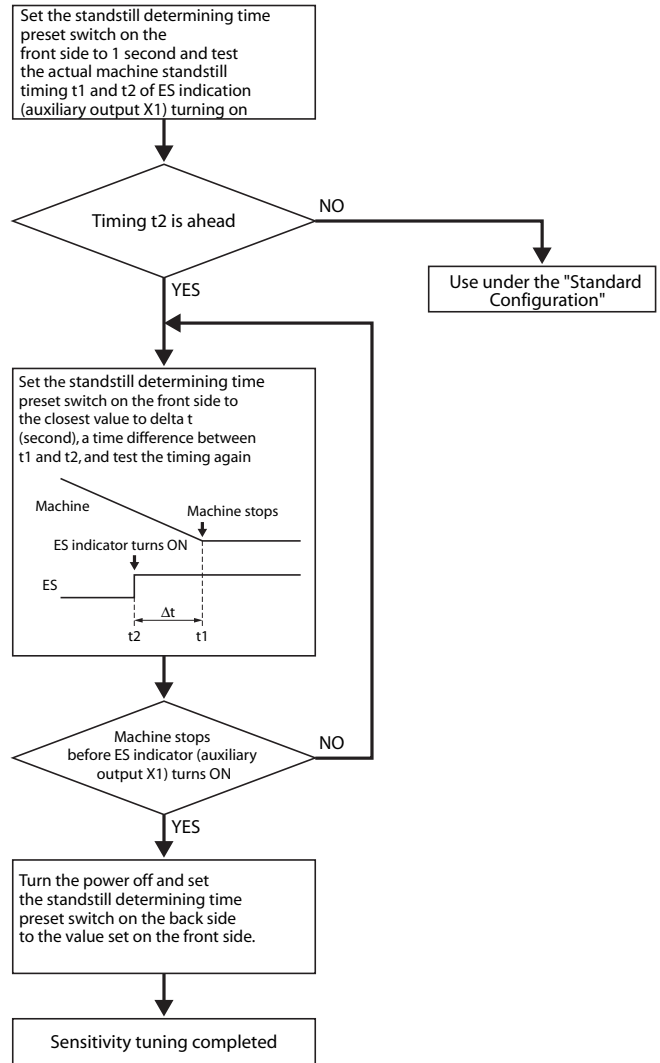 Set the standstill determining time
preset switch on the
front side to 1 second and test
the actual machine standstill
timing t1 and t2 of ES indication
(auxiliary output X1) turning on
Timing t2 is ahead
NO
Use under the "Standard
Configuration"
YES
Set the standstill determining time
preset switch on the front side to
the closest value to delta t
(second), a time difference between
t1 and t2, and test the timing again
Machine
Machine stops
ES indicator turns ON
ES
Δt
t2
t1
Machine stops
before ES indicator (auxiliary
output X1) turns ON
NO
YES
Turn the power off and set
the standstill determining time
preset switch on the back side
to the value set on the front side.
Sensitivity tuning completed